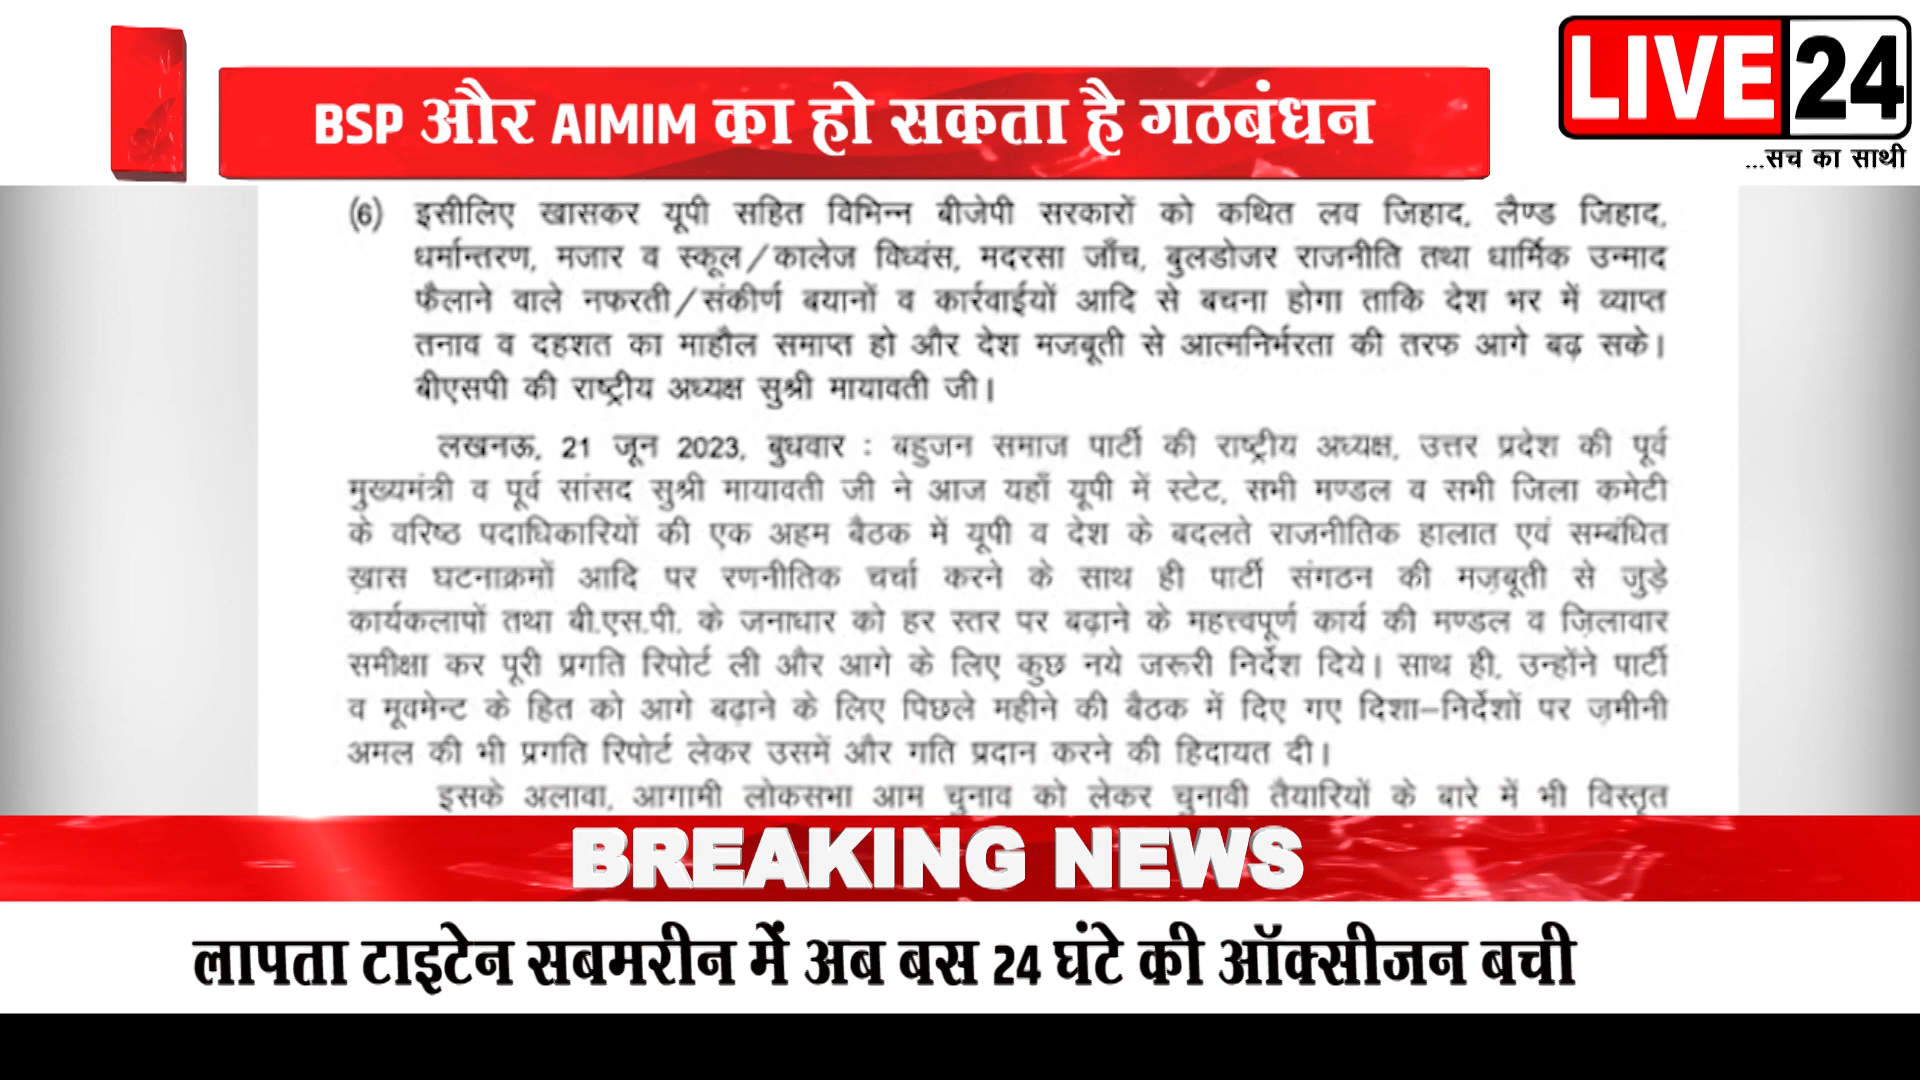 LIVE 24
...सच का साथी
BSP और AIMIM का हो सकता है गठबंधन
(6) इसीलिए खासकर यूपी सहित विभिन्न बीजेपी सरकारों को कथित लव जिहाद, लैण्ड जिहाद,
धर्मान्तरण, मजार व स्कूल/कालेज विध्वंस, मदरसा जाँच, बुलडोजर राजनीति तथा धार्मिक उन्माद
फैलाने वाले नफरती/संकीर्ण बयानों व कार्रवाईयों आदि से बचना होगा ताकि देश भर में व्याप्त
तनाव व दहशत का माहौल समाप्त हो और देश मजबूती से आत्मनिर्भरता की तरफ आगे बढ़ सके।
बीएसपी की राष्ट्रीय अध्यक्ष सुश्री मायावती जी।
लखनऊ, 21 जून 2023, बुधवार : बहुजन समाज पार्टी की राष्ट्रीय अध्यक्ष, उत्तर प्रदेश की पूर्व
मुख्यमंत्री व पूर्व सांसद सुश्री मायावती जी ने आज यहाँ यूपी में स्टेट, सभी मण्डल व सभी जिला कमेटी
के वरिष्ठ पदाधिकारियों की एक अहम बैठक में यूपी व देश के बदलते राजनीतिक हालात एवं सम्बंधित
ख़ास घटनाक्रमों आदि पर रणनीतिक चर्चा करने के साथ ही पार्टी संगठन की मज़बूती से जुड़े
कार्यकलापों तथा बी.एस.पी. के जनाधार को हर स्तर पर बढ़ाने के महत्त्वपूर्ण कार्य की मण्डल व ज़िलावार
समीक्षा कर पूरी प्रगति रिपोर्ट ली और आगे के लिए कुछ नये जरूरी निर्देश दिये। साथ ही, उन्होंने पार्टी
व मूवमेन्ट के हित को आगे बढ़ाने के लिए पिछले महीने की बैठक में दिए गए दिशा-निर्देशों पर ज़मीनी
अमल की भी प्रगति रिपोर्ट लेकर उसमें और गति प्रदान करने की हिदायत दी।
इसके अलावा, आगामी लोकसभा आम चुनाव को लेकर चुनावी तैयारियों के बारे में भी विस्तृत
BREAKING NEWS
लापता टाइटेन सबमरीन में अब बस 24 घंटे की ऑक्सीजन बची